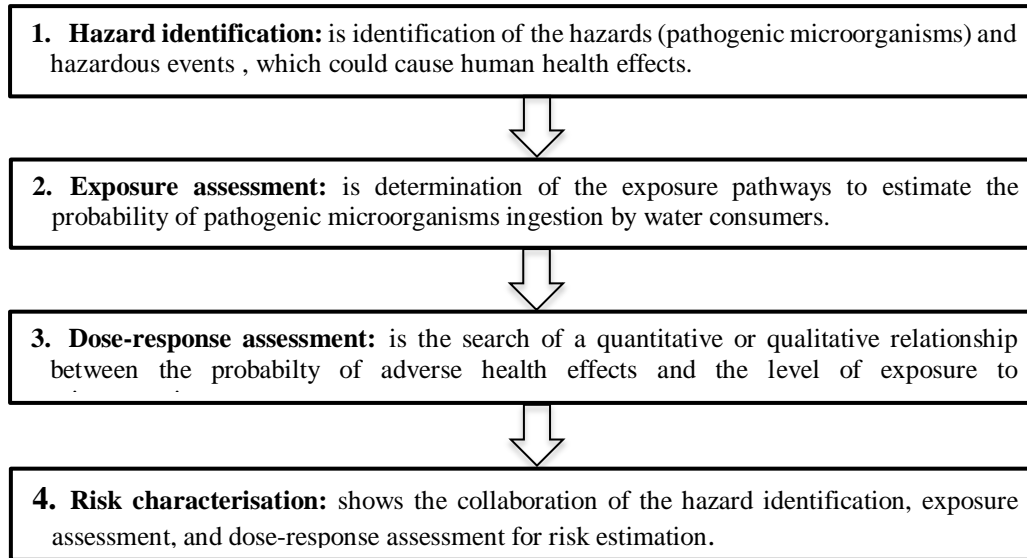 1. Hazard identification: is identification of the hazards (pathogenic microorganisms) and
hazardous events , which could cause human health effects.
2. Exposure assessment: is determination of the exposure pathways to estimate the
probability of pathogenic microorganisms ingestion by water consumers.
3. Dose-response assessment: is the search of a quantitative or qualitative relationship
between the probabilty of adverse health effects and the level of exposure to
4. Risk characterisation: shows the collaboration of the hazard identification, exposure
assessment, and dose-response assessment for risk estimation.